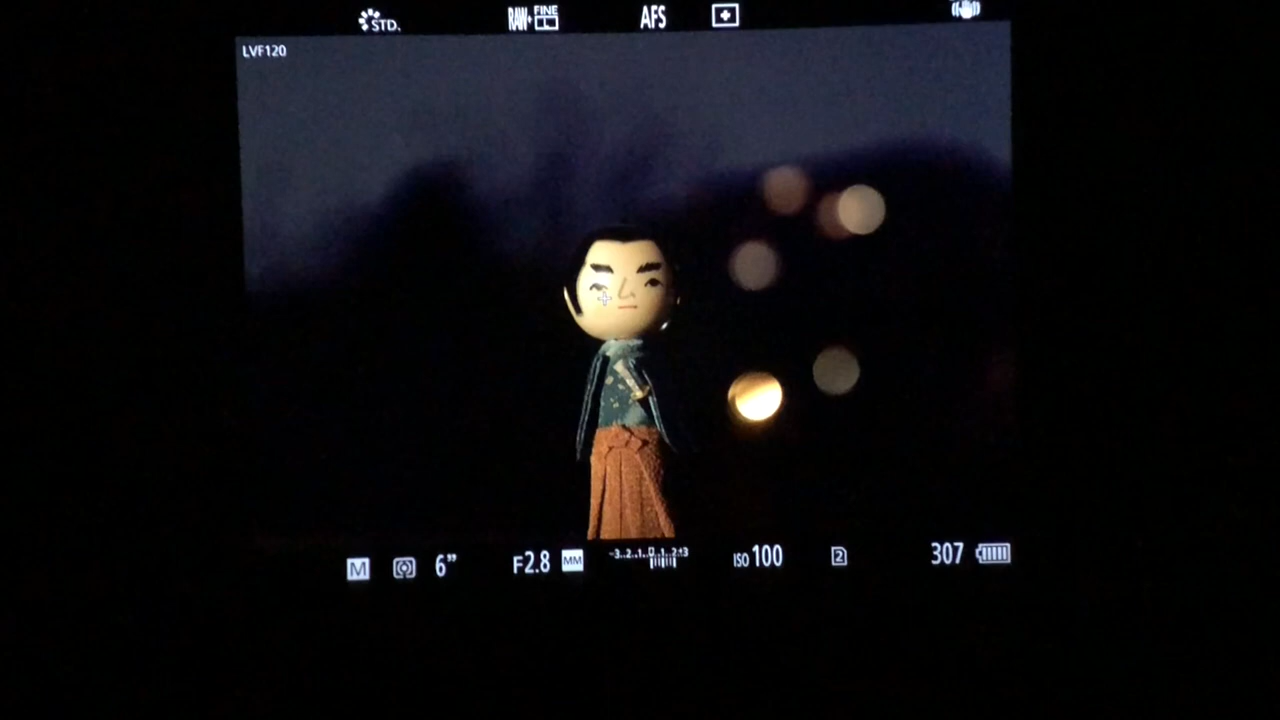 STD. RAW+ FINE L AFS
LVF120
M 6" F2.8 MM -3..2..1..0..1..2..+3 ISO 100 2 307